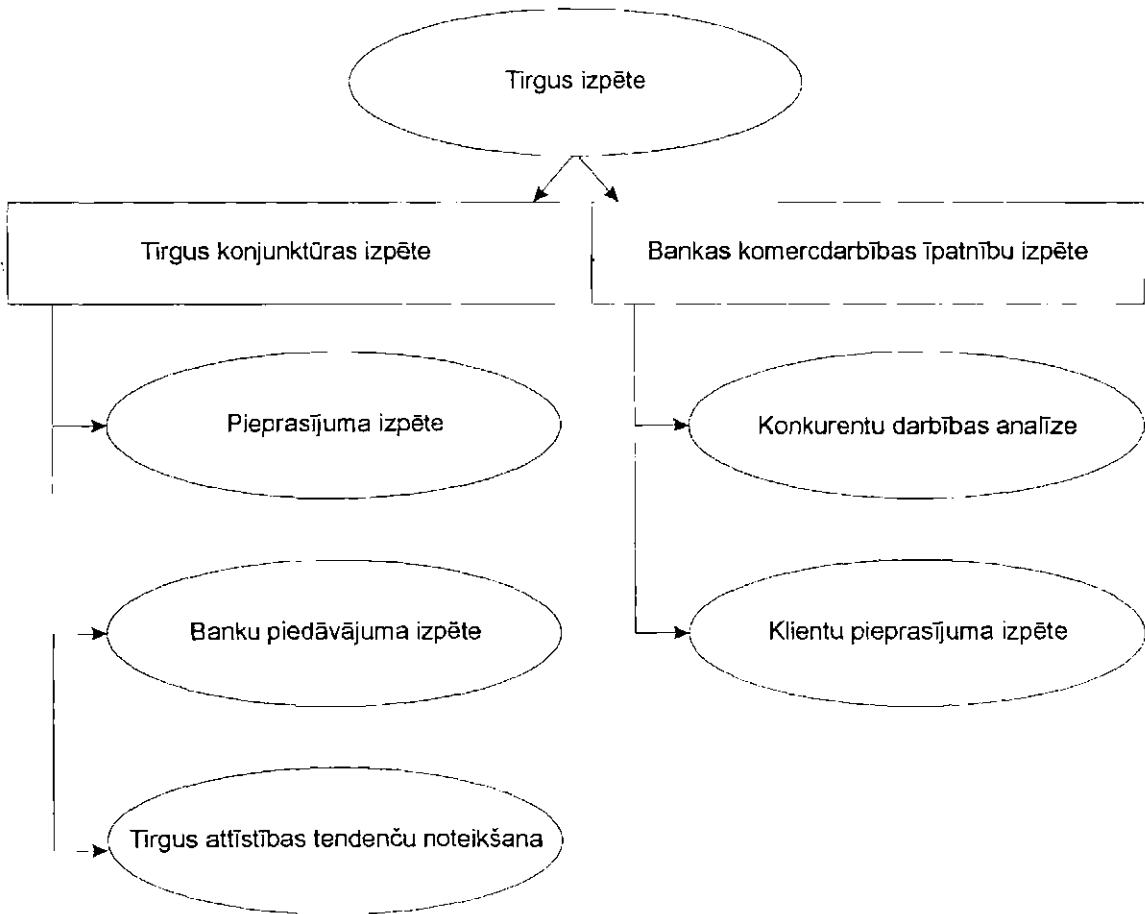 Tirgus izpēte
Tirgus konjunktūras izpēte
Bankas komercdarbības īpatnību izpēte
Pieprasījuma izpēte
Konkurentu darbības analīze
Banku piedāvājuma izpēte
Klientu pieprasījuma izpēte
Tirgus attīstības tendenču noteikšana